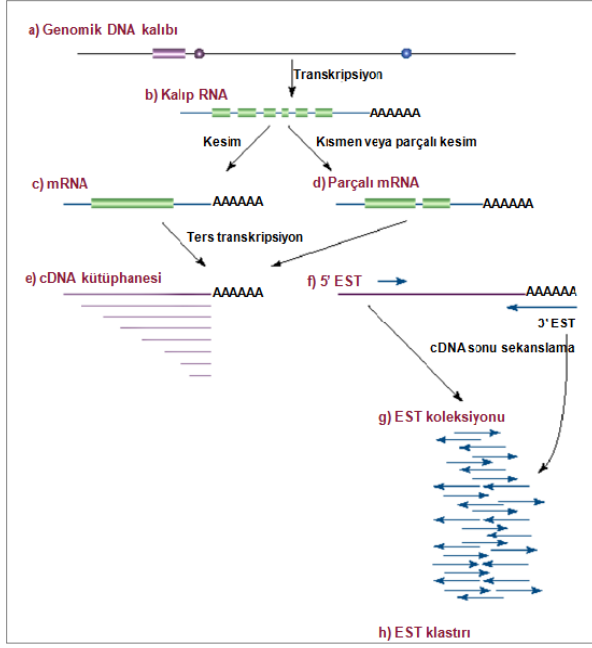 a) Genomik DNA kalıbı
Transkripsiyon
b) Kalıp RNA
AAAAAA
Kesim
Kısmen veya parçalı kesim
c) mRNA
AAAAAA
d) Parçalı mRNA
AAAAAA
Ters transkripsiyon
e) cDNA kütüphanesi
AAAAAA
f) 5' EST
AAAAAA
3' EST
cDNA sonu sekanslama
g) EST koleksiyonu
h) EST klastırı